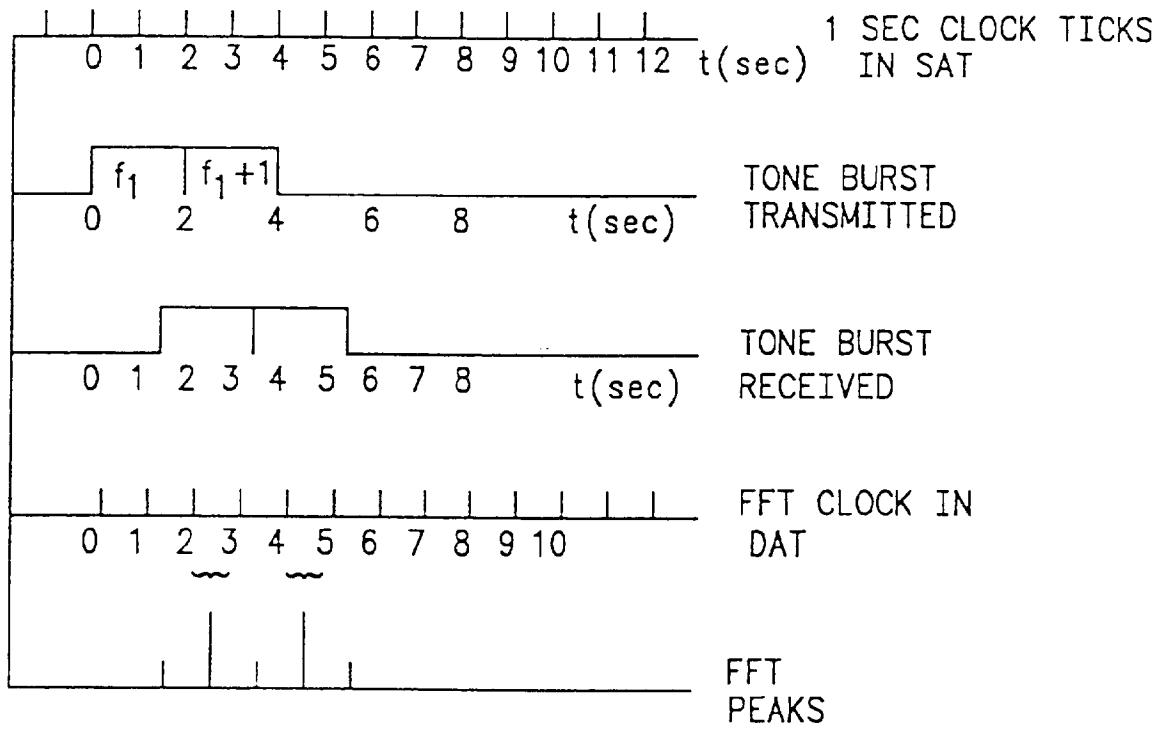 1 SEC CLOCK TICKS
0 1 2 3 4 5 6 7 8 9 10 11 12 t(sec) IN SAT
f1 f1+1
TONE BURST
0 2 4 6 8 t(sec) TRANSMITTED
TONE BURST
0 1 2 3 4 5 6 7 8 t(sec) RECEIVED
FFT CLOCK IN
0 1 2 3 4 5 6 7 8 9 10 DAT
FFT
PEAKS